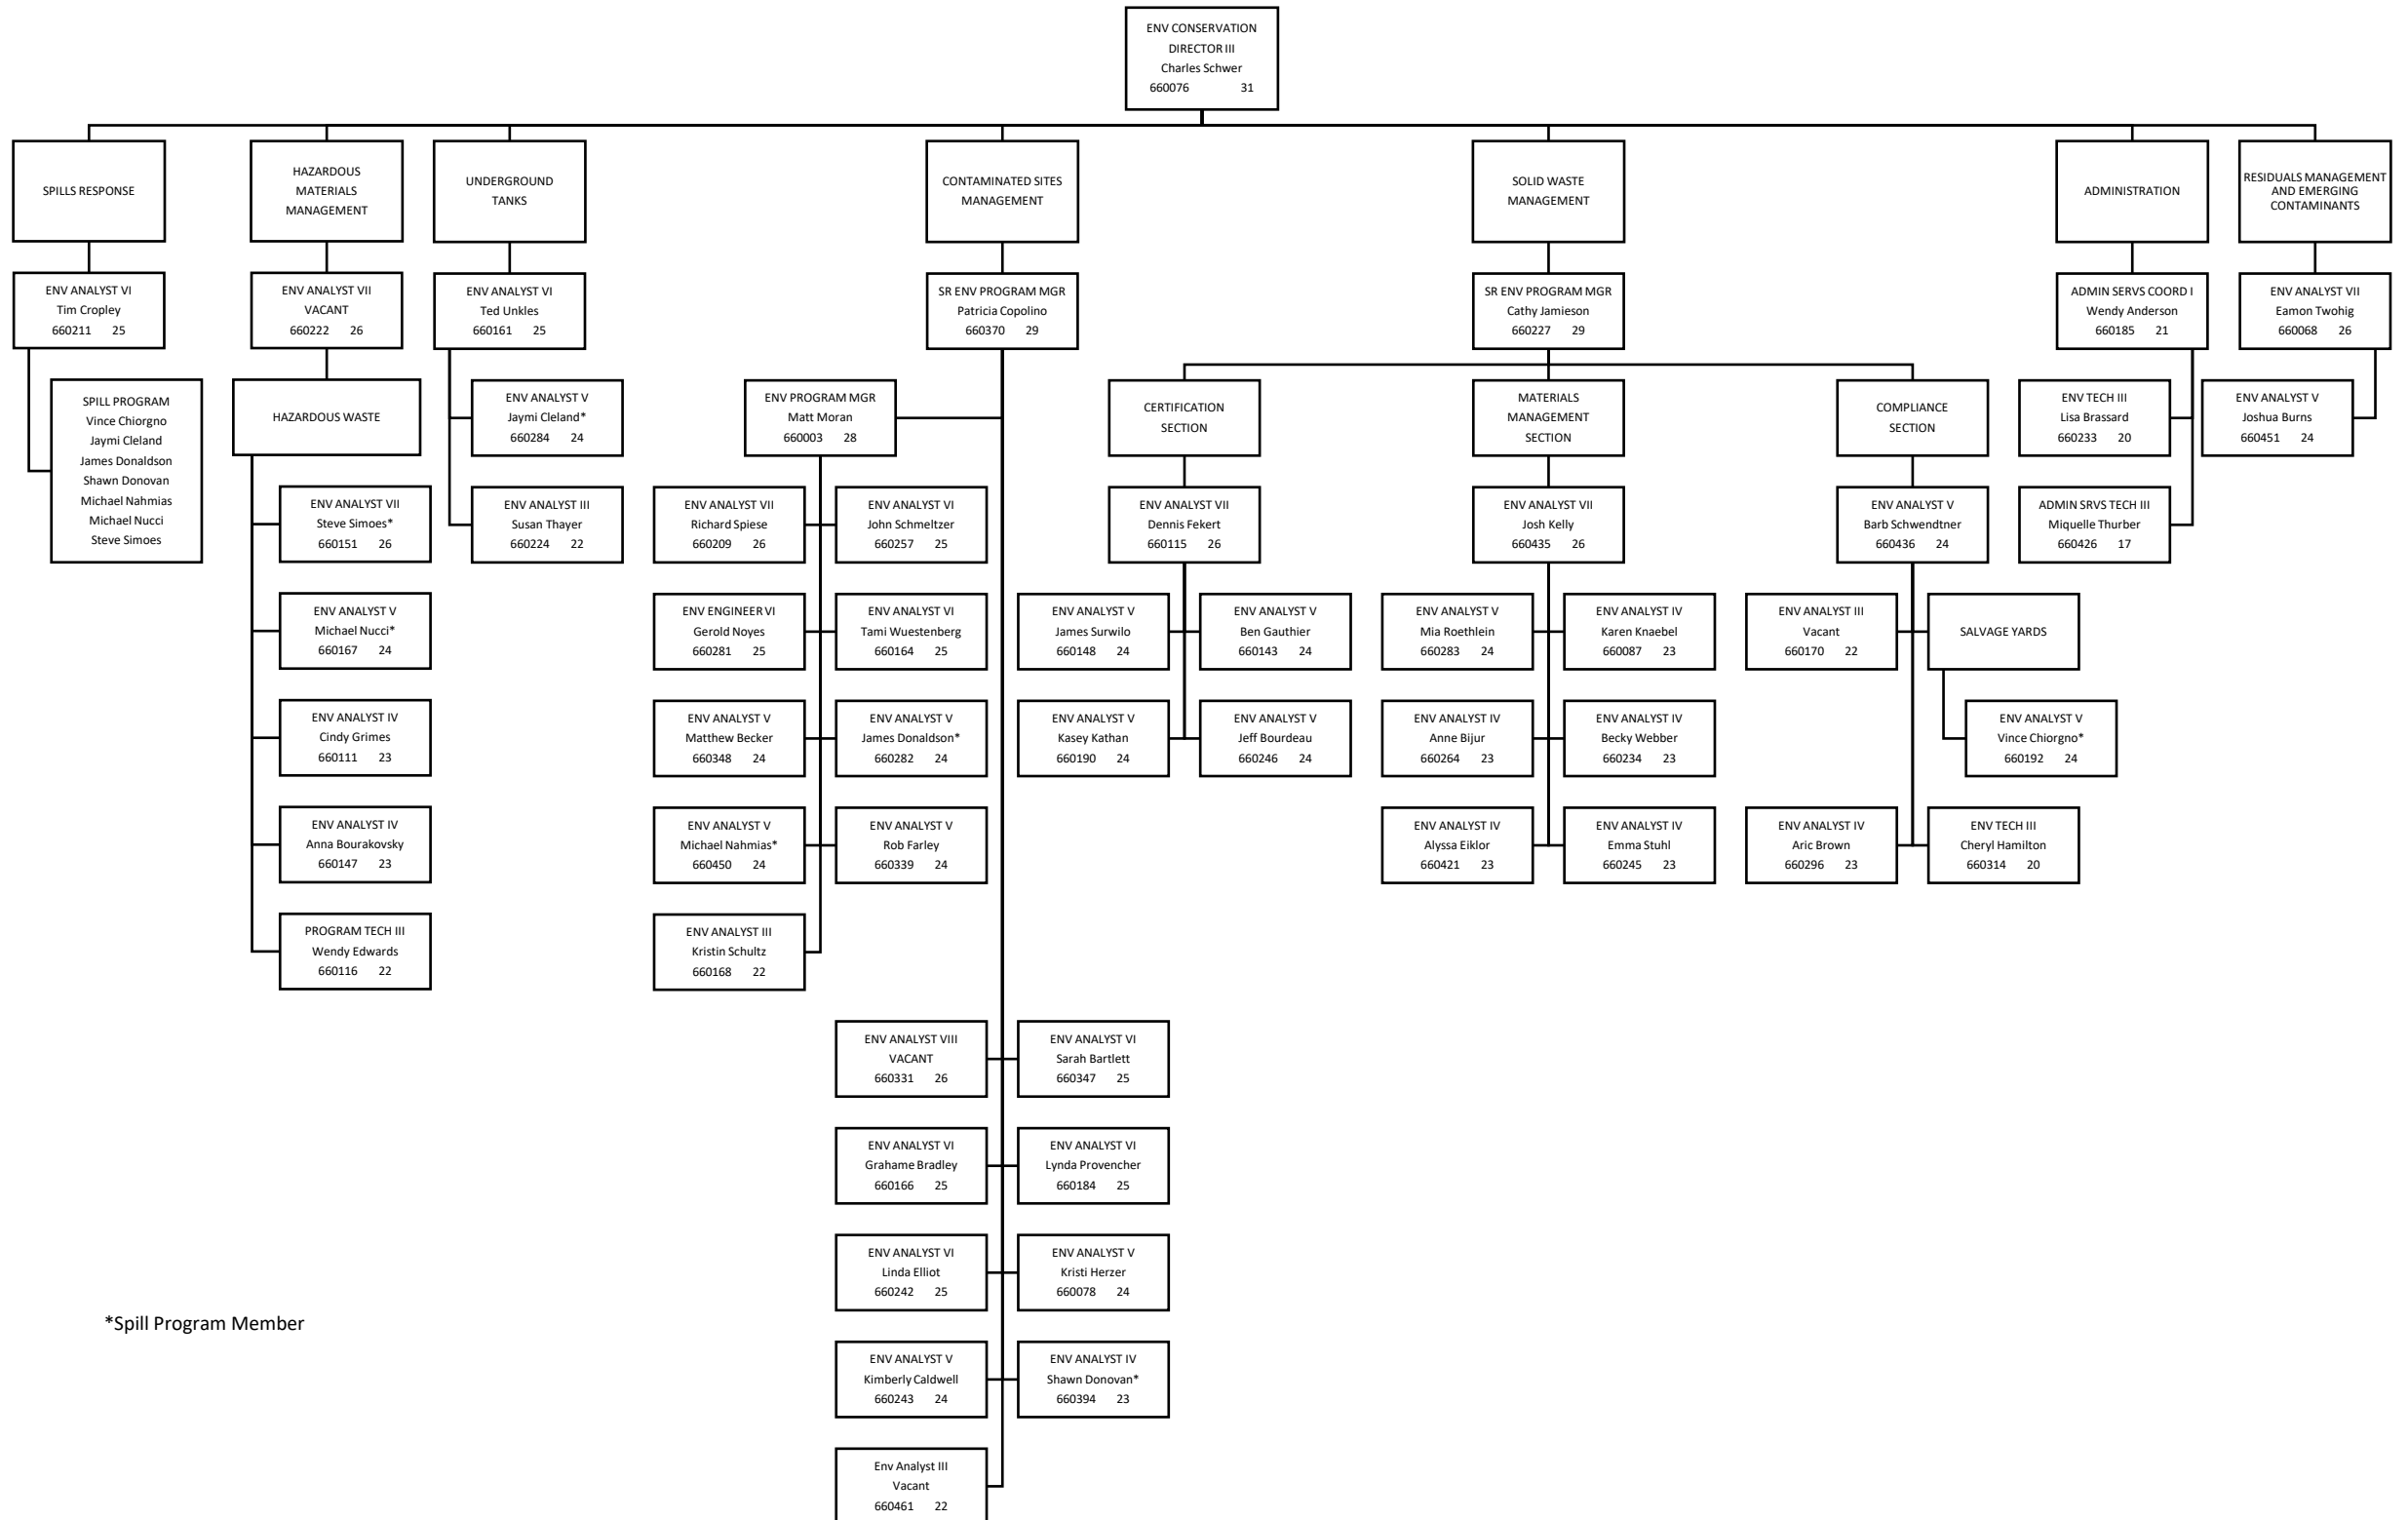 ENV CONSERVATION
DIRECTOR III
Charles Schwer
660076 31
SPILLS RESPONSE
HAZARDOUS
MATERIALS
MANAGEMENT
UNDERGROUND
TANKS
CONTAMINATED SITES
MANAGEMENT
SOLID WASTE
MANAGEMENT
ADMINISTRATION
RESIDUALS MANAGEMENT
AND EMERGING
CONTAMINANTS
ENV ANALYST VI
Tim Cropley
660211 25
ENV ANALYST VII
VACANT
660222 26
ENV ANALYST VI
Ted Unkles
660161 25
SR ENV PROGRAM MGR
Patricia Copolino
660370 29
SR ENV PROGRAM MGR
Cathy Jamieson
660227 29
ADMIN SERVS COORD I
Wendy Anderson
660185 21
ENV ANALYST VII
Eamon Twohig
660068 26
SPILL PROGRAM
Vince Chiorgno
Jaymi Cleland
James Donaldson
Shawn Donovan
Michael Nahmias
Michael Nucci
Steve Simoes
HAZARDOUS WASTE
ENV ANALYST V
Jaymi Cleland*
660284 24
ENV PROGRAM MGR
Matt Moran
660003 28
CERTIFICATION
SECTION
MATERIALS
MANAGEMENT
SECTION
COMPLIANCE
SECTION
ENV TECH III
Lisa Brassard
660233 20
ENV ANALYST V
Joshua Burns
660451 24
ENV ANALYST VII
Steve Simoes*
660151 26
ENV ANALYST III
Susan Thayer
660224 22
ENV ANALYST VII
Richard Spiese
660209 26
ENV ANALYST VI
John Schmeltzer
660257 25
ENV ANALYST VII
Dennis Fekert
660115 26
ENV ANALYST VII
Josh Kelly
660435 26
ENV ANALYST V
Barb Schwendtner
660436 24
ADMIN SRVS TECH III
Miquelle Thurber
660426 17
ENV ANALYST V
Michael Nucci*
660167 24
ENV ENGINEER VI
Gerold Noyes
660281 25
ENV ANALYST VI
Tami Wuestenberg
660164 25
ENV ANALYST V
James Surwilo
660148 24
ENV ANALYST V
Ben Gauthier
660143 24
ENV ANALYST V
Mia Roethlein
660283 24
ENV ANALYST IV
Karen Knaebel
660087 23
ENV ANALYST III
Vacant
660170 22
SALVAGE YARDS
ENV ANALYST IV
Cindy Grimes
660111 23
ENV ANALYST V
Matthew Becker
660348 24
ENV ANALYST V
James Donaldson*
660282 24
ENV ANALYST V
Kasey Kathan
660190 24
ENV ANALYST V
Jeff Bourdeau
660246 24
ENV ANALYST IV
Anne Bijur
660264 23
ENV ANALYST IV
Becky Webber
660234 23
ENV ANALYST V
Vince Chiorgno*
660192 24
ENV ANALYST IV
Anna Bourakovsky
660147 23
ENV ANALYST V
Michael Nahmias*
660450 24
ENV ANALYST V
Rob Farley
660339 24
ENV ANALYST IV
Alyssa Eiklor
660421 23
ENV ANALYST IV
Emma Stuhl
660245 23
ENV ANALYST IV
Aric Brown
660296 23
ENV TECH III
Cheryl Hamilton
660314 20
PROGRAM TECH III
Wendy Edwards
660116 22
ENV ANALYST III
Kristin Schultz
660168 22
ENV ANALYST VIII
VACANT
660331 26
ENV ANALYST VI
Sarah Bartlett
660347 25
ENV ANALYST VI
Grahame Bradley
660166 25
ENV ANALYST VI
Lynda Provencher
660184 25
ENV ANALYST VI
Linda Elliot
660242 25
ENV ANALYST V
Kristi Herzer
660078 24
*Spill Program Member
ENV ANALYST V
Kimberly Caldwell
660243 24
ENV ANALYST IV
Shawn Donovan*
660394 23
Env Analyst III
Vacant
660461 22